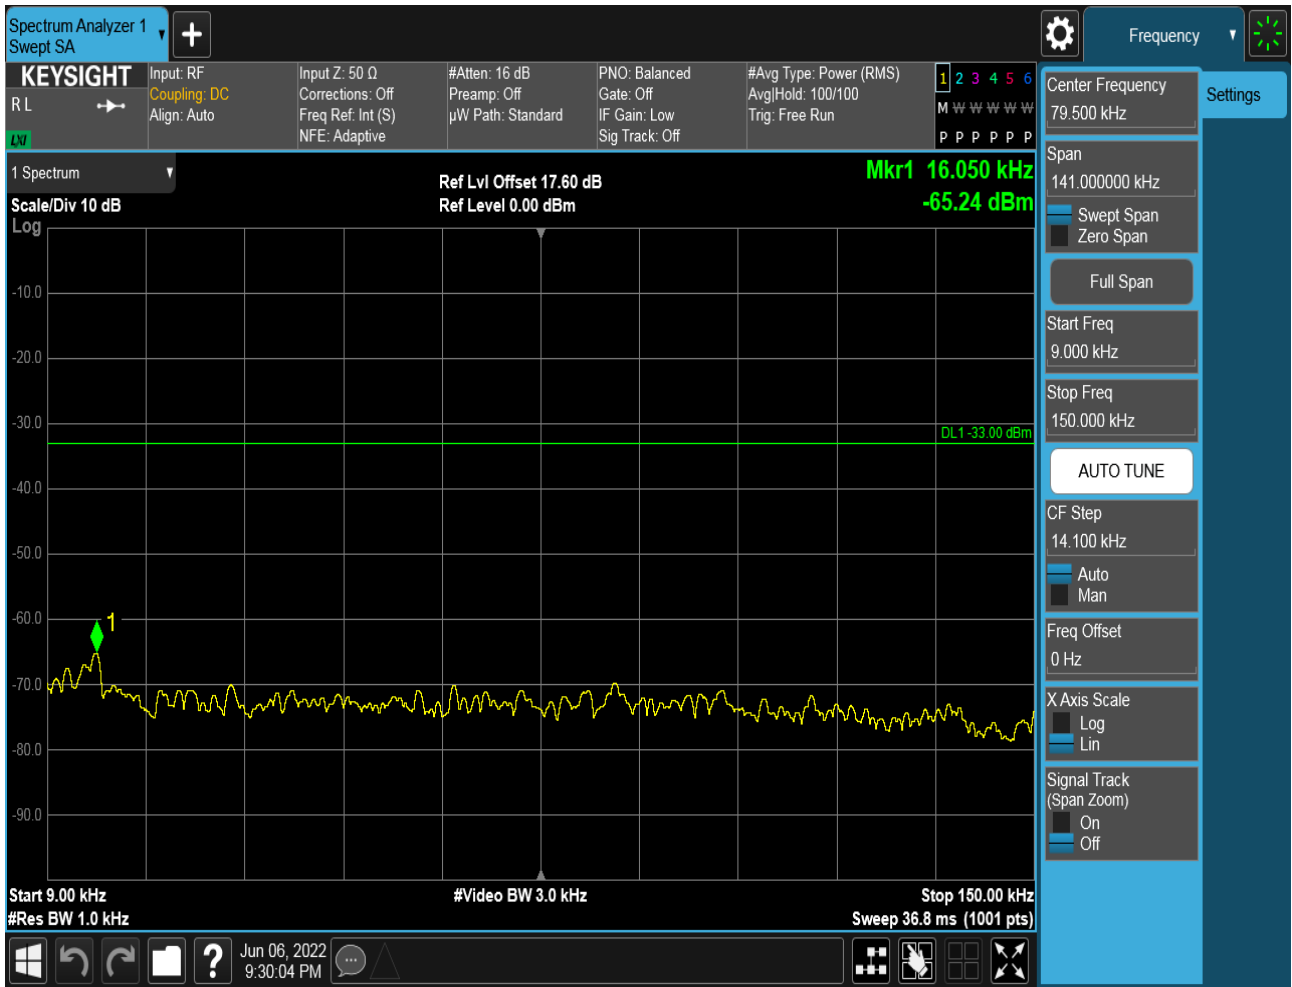 Spectrum Analyzer 1
Swept SA
Frequency
KEYSIGHT
R L
LXI
Input: RF
Coupling: DC
Align: Auto
Input Z: 50 Ω
Corrections: Off
Freq Ref: Int (S)
NFE: Adaptive
#Atten: 16 dB
Preamp: Off
µW Path: Standard
PNO: Balanced
Gate: Off
IF Gain: Low
Sig Track: Off
#Avg Type: Power (RMS)
Avg|Hold: 100/100
Trig: Free Run
1 2 3 4 5 6
M W W W W W
P P P P P P
1 Spectrum
Scale/Div 10 dB
Log
Ref Lvl Offset 17.60 dB
Ref Level 0.00 dBm
Mkr1 16.050 kHz
-65.24 dBm
-10.0
-20.0
-30.0
DL1 -33.00 dBm
-40.0
-50.0
-60.0
1
-70.0
-80.0
-90.0
Start 9.00 kHz
#Video BW 3.0 kHz
Stop 150.00 kHz
#Res BW 1.0 kHz
Sweep 36.8 ms (1001 pts)
Jun 06, 2022
9:30:04 PM
Center Frequency
79.500 kHz
Settings
Span
141.000000 kHz
Swept Span
Zero Span
Full Span
Start Freq
9.000 kHz
Stop Freq
150.000 kHz
AUTO TUNE
CF Step
14.100 kHz
Auto
Man
Freq Offset
0 Hz
X Axis Scale
Log
Lin
Signal Track
(Span Zoom)
On
Off